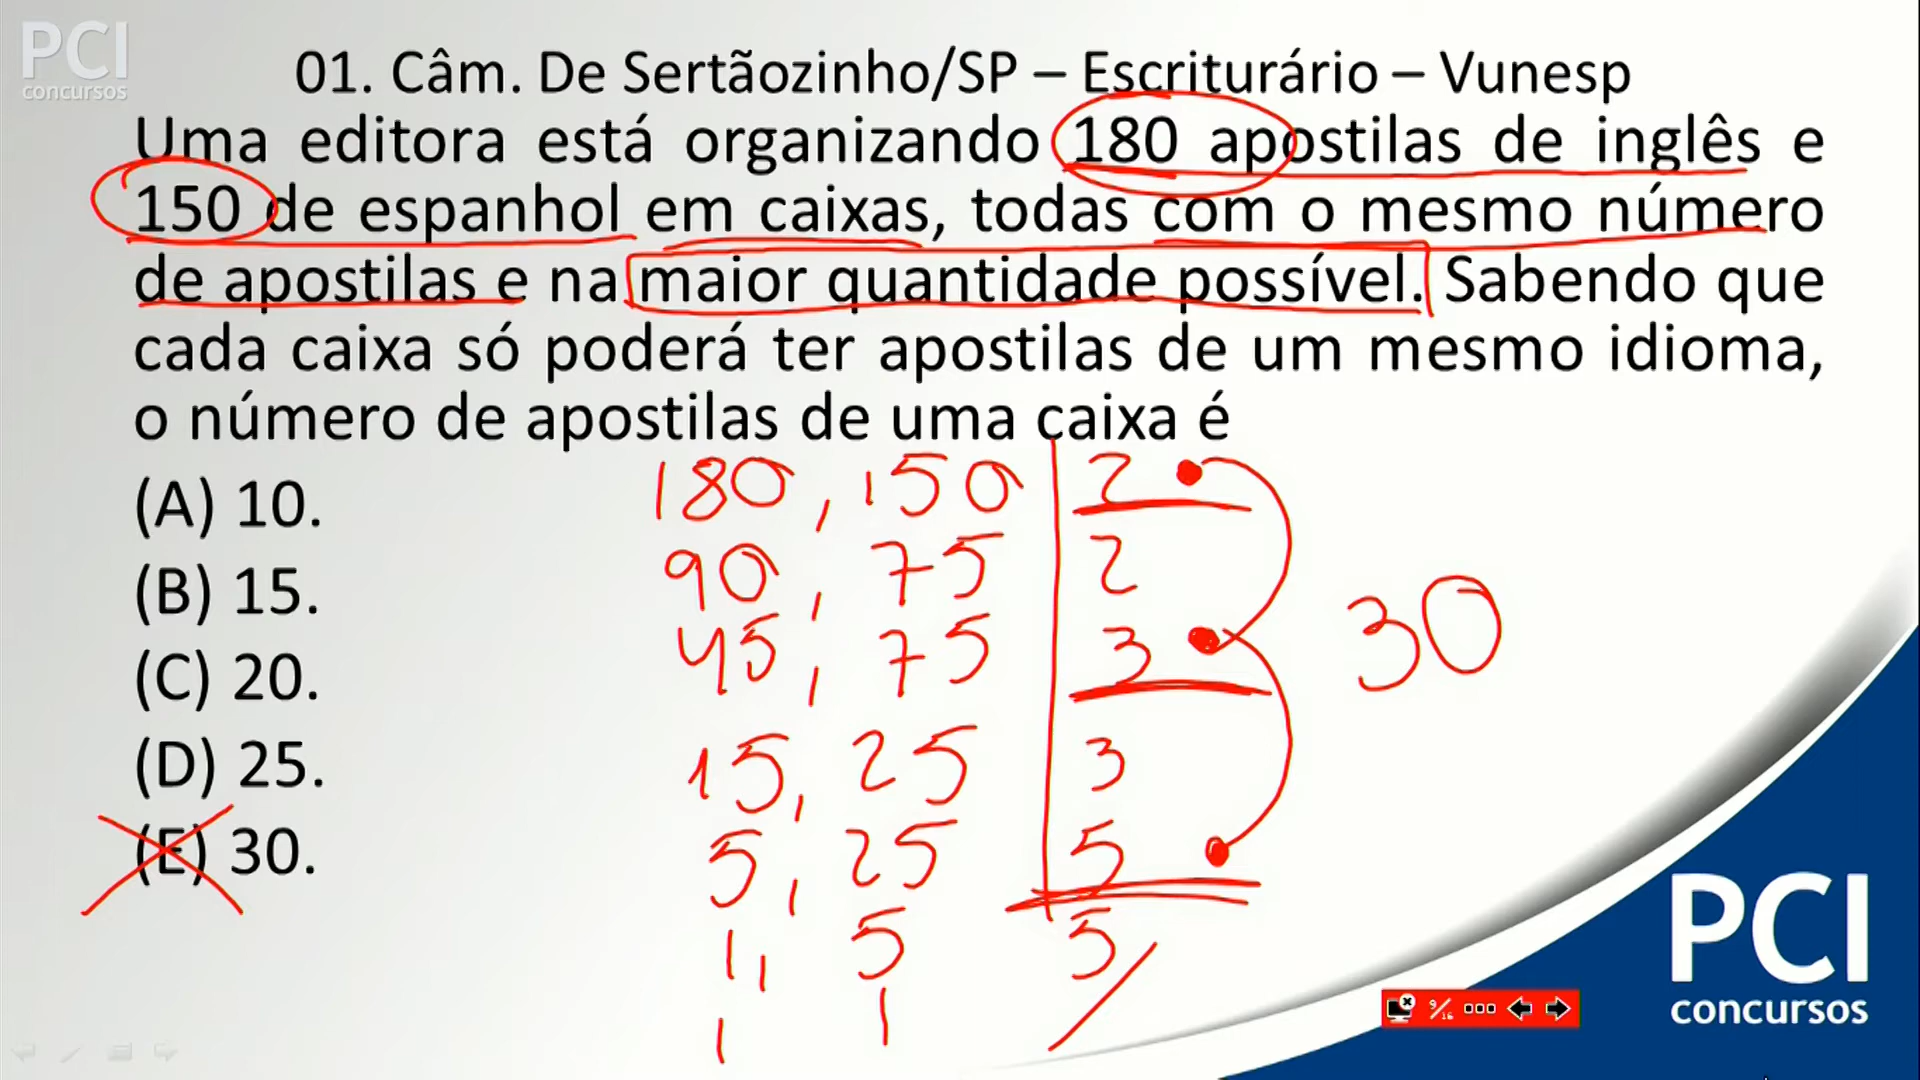 PCI
concursos
01. Câm. De Sertãozinho/SP – Escriturário – Vunesp
Uma editora está organizando 180 apostilas de inglês e
150 de espanhol em caixas, todas com o mesmo número
de apostilas e na maior quantidade possível. Sabendo que
cada caixa só poderá ter apostilas de um mesmo idioma,
o número de apostilas de uma caixa é
(A) 10.
(B) 15.
(C) 20.
(D) 25.
(E) 30.
180, 150 | 2
90, 75 | 2
45, 75 | 3
15, 25 | 3
5, 25 | 5
1, 5 5
1 1
30
PCI
concursos
9/16